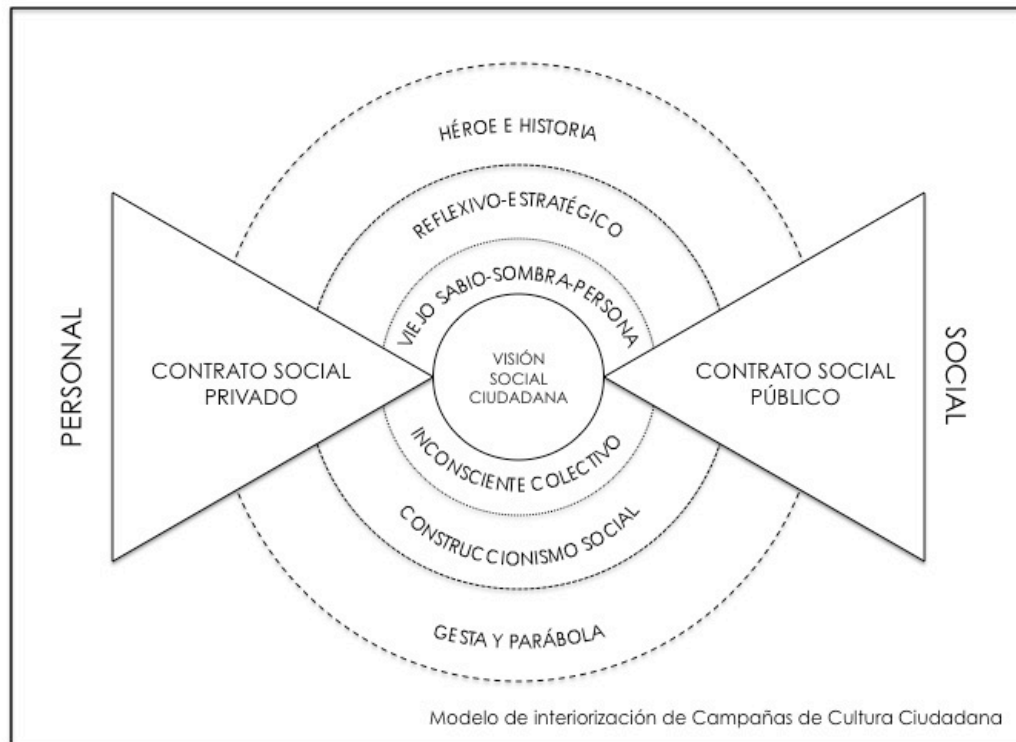 HÉROE E HISTORIA
REFLEXIVO-ESTRATÉGICO
VIEJO SABIO-SOMBRA-PERSONA
PERSONAL
CONTRATO SOCIAL
PRIVADO
VISIÓN
SOCIAL
CIUDADANA
CONTRATO SOCIAL
PÚBLICO
SOCIAL
INCONSCIENTE COLECTIVO
CONSTRUCCIONISMO SOCIAL
GESTA Y PARÁBOLA
Modelo de interiorización de Campañas de Cultura Ciudadana